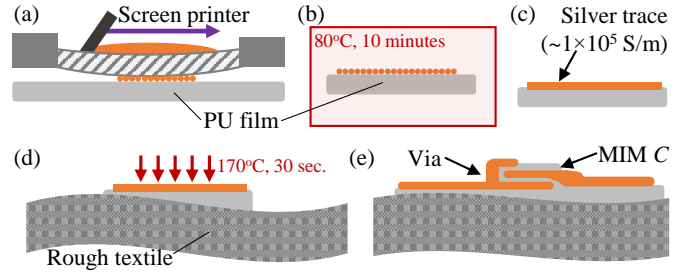 (a)
Screen printer
PU film
(b)
80°C, 10 minutes
(c)
Silver trace
(~1×10⁵ S/m)
(d)
170°C, 30 sec.
Rough textile
(e)
Via
MIM C